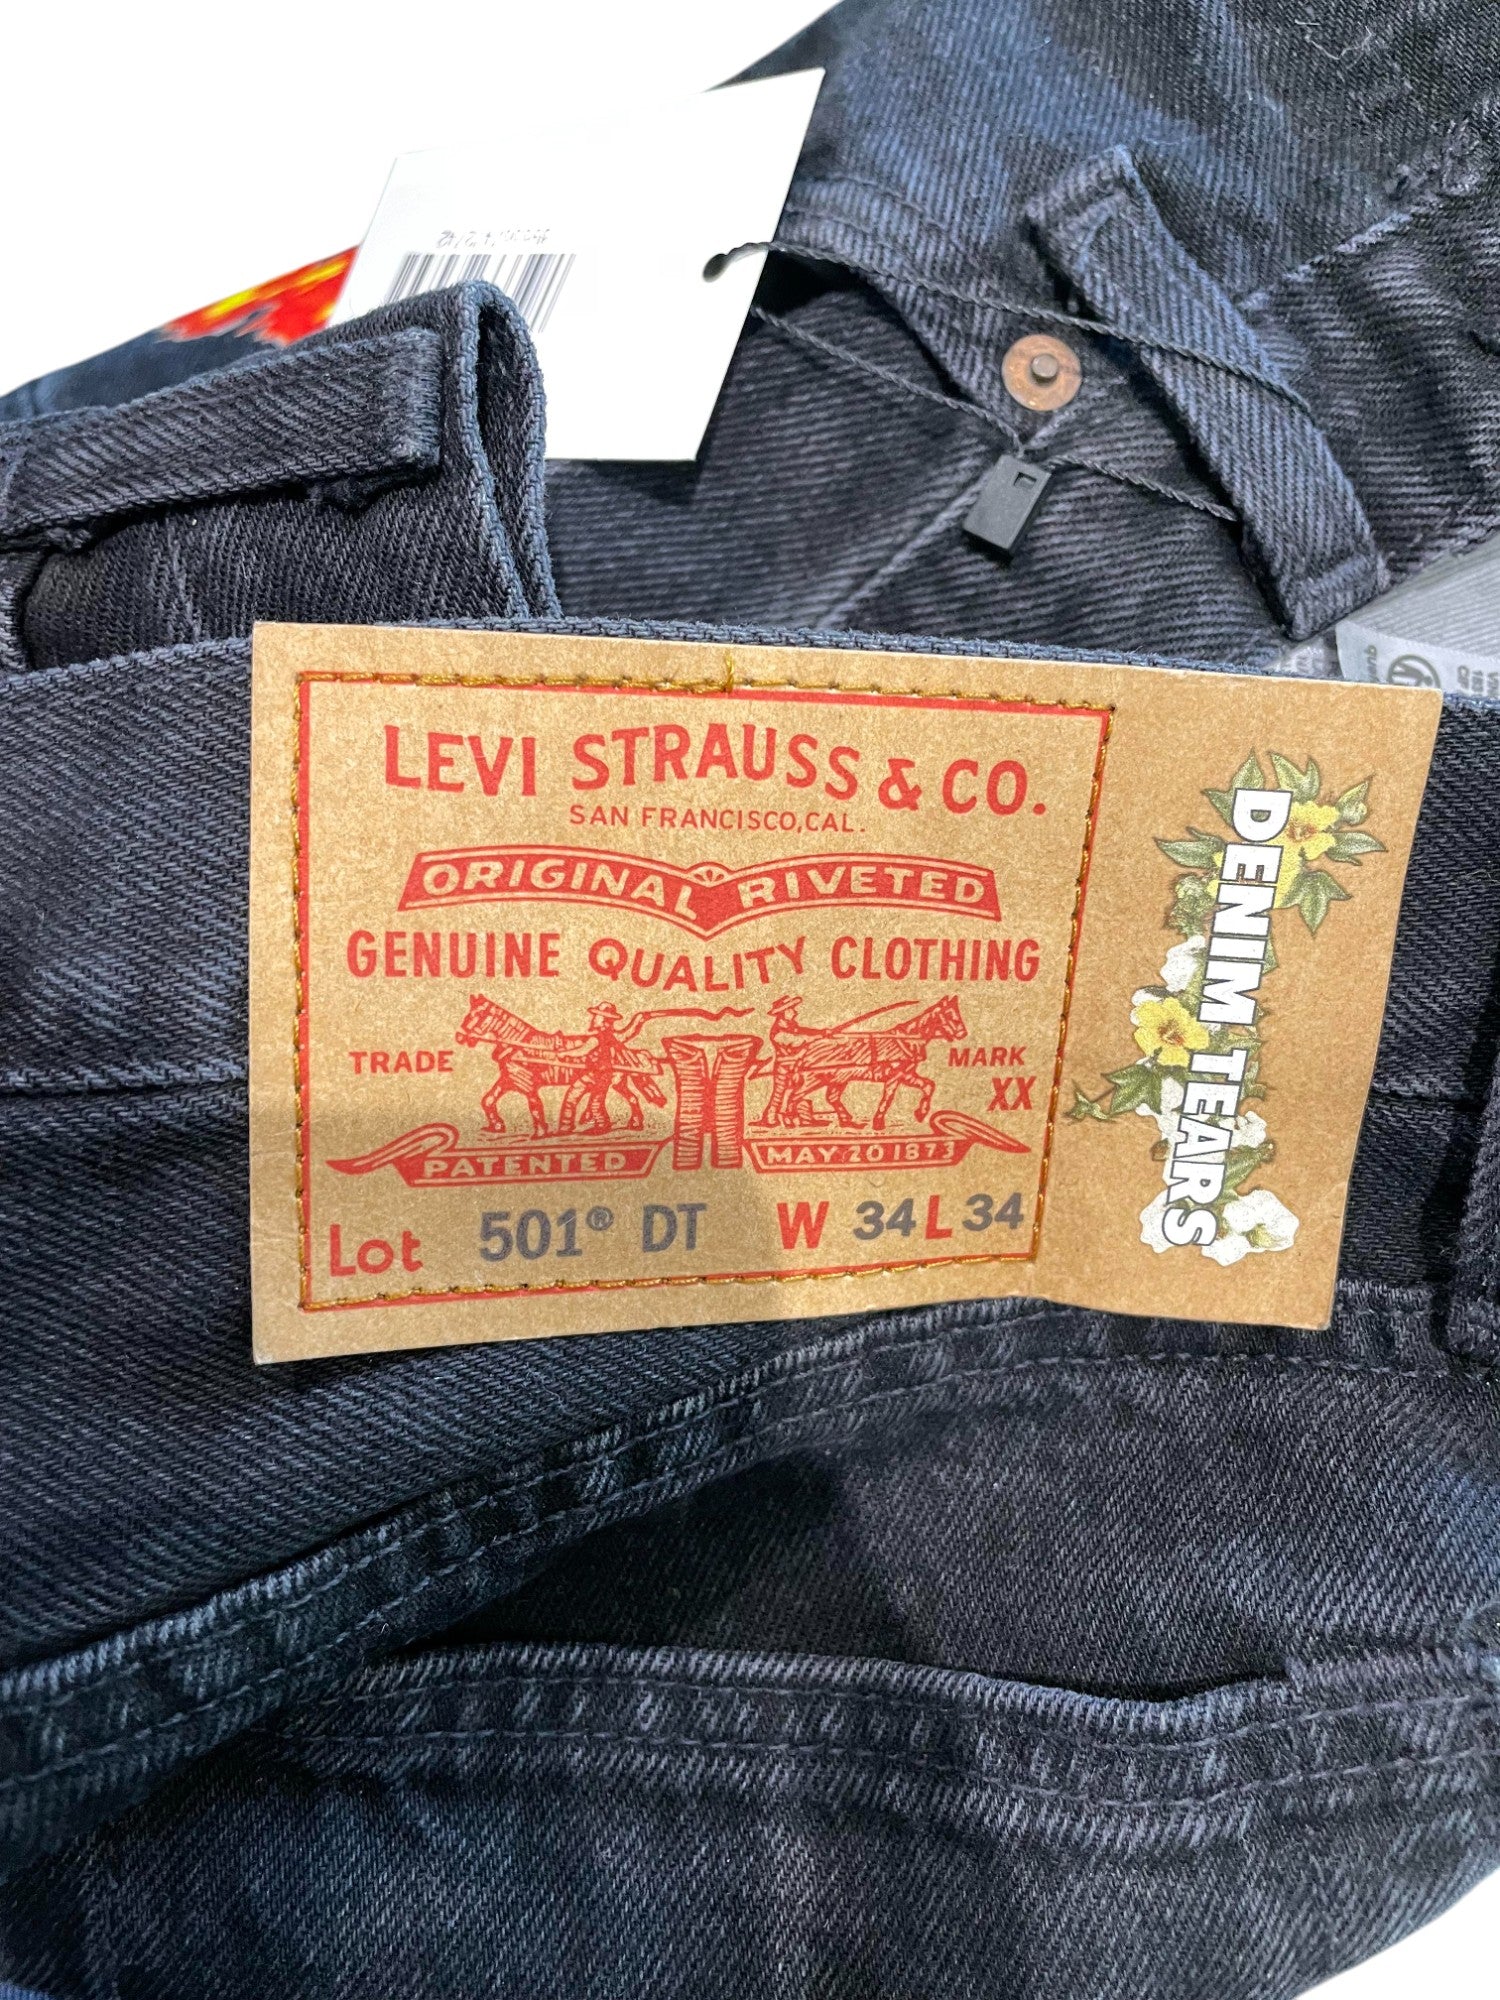 LEVI STRAUSS & CO.
SAN FRANCISCO, CAL.
ORIGINAL RIVETED
GENUINE QUALITY CLOTHING
TRADE MARK
XX
PATENTED MAY 20 1873
Lot 501® DT W 34 L 34
DENIM TEARS